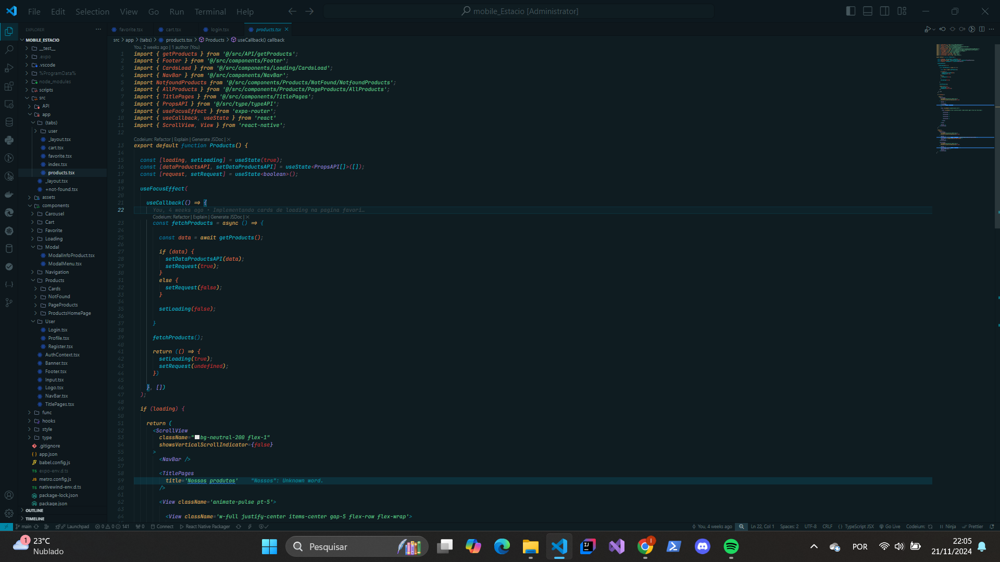 File Edit Selection View Go Run Terminal Help
mobile_Estacio [Administrator]
EXPLORER
favorite.tsx
cart.tsx
login.tsx
products.tsx
MOBILE_ESTACIO
__test__
.expo
.vscode
%ProgramData%
node_modules
scripts
src
API
app
(tabs)
user
_layout.tsx
cart.tsx
favorite.tsx
index.tsx
products.tsx
_layout.tsx
+not-found.tsx
assets
components
Carousel
Cart
Favorite
Loading
Modal
ModalInfoProduct.tsx
ModalMenu.tsx
Navigation
Products
Cards
NotFound
PageProducts
ProductsHomePage
User
Login.tsx
Profile.tsx
Register.tsx
AuthContext.tsx
Banner.tsx
Footer.tsx
Input.tsx
Logo.tsx
NavBar.tsx
TitlePages.tsx
func
hooks
style
type
.gitignore
app.json
babel.config.js
expo-env.d.ts
metro.config.js
nativewind-env.d.ts
package-lock.json
package.json
OUTLINE
TIMELINE
src > app > (tabs) > products.tsx > Products > useCallback() callback
You, 2 weeks ago | 1 author (You)
1 import { getProducts } from '@/src/API/getProducts';
2 import { Footer } from '@/src/components/Footer';
3 import { CardsLoad } from '@/src/components/Loading/CardsLoad';
4 import { NavBar } from '@/src/components/NavBar';
5 import NotfoundProducts from '@/src/components/Products/NotFound/NotfoundProducts';
6 import { AllProducts } from '@/src/components/Products/PageProducts/AllProducts';
7 import { TitlePages } from '@/src/components/TitlePages';
8 import { PropsAPI } from '@/src/type/typeAPI';
9 import { useFocusEffect } from 'expo-router';
10 import { useCallback, useState } from 'react'
11 import { ScrollView, View } from 'react-native';
12
Codeium: Refactor | Explain | Generate JSDoc | ×
13 export default function Products() {
14
15 const [loading, setLoading] = useState(true);
16 const [dataProductsAPI, setDataProductsAPI] = useState<PropsAPI[]>([]);
17 const [request, setRequest] = useState<boolean>();
18
19 useFocusEffect(
20
21 useCallback(() => {
22 You, 4 weeks ago • Implementando cards de loading na pagina favori…
Codeium: Refactor | Explain | Generate JSDoc | ×
23 const fetchProducts = async () => {
24
25 const data = await getProducts();
26
27 if (data) {
28 setDataProductsAPI(data);
29 setRequest(true);
30 }
31 else {
32 setRequest(false);
33 }
34
35 setLoading(false);
36
37 }
38
39 fetchProducts();
40
41 return (() => {
42 setLoading(true);
43 setRequest(undefined);
44 })
45
46 }, [])
47 );
48
49 if (loading) {
50
51 return (
52 <ScrollView
53 className="bg-neutral-200 flex-1"
54 showsVerticalScrollIndicator={false}
55 >
56 <NavBar />
57
58 <TitlePages
59 title='Nossos produtos' "Nossos": Unknown word.
60 />
61
62 <View className='animate-pulse pt-5'>
63
64 <View className='w-full justify-center items-center gap-5 flex-row flex-wrap'>
main Launchpad 0 0 141 0 Connect React Native Packager
You, 4 weeks ago Ln 22, Col 1 Spaces: 2 UTF-8 CRLF TypeScript JSX Go Live Codeium: Ninja Prettier
1
23°C
Nublado
Pesquisar
POR
22:05
21/11/2024